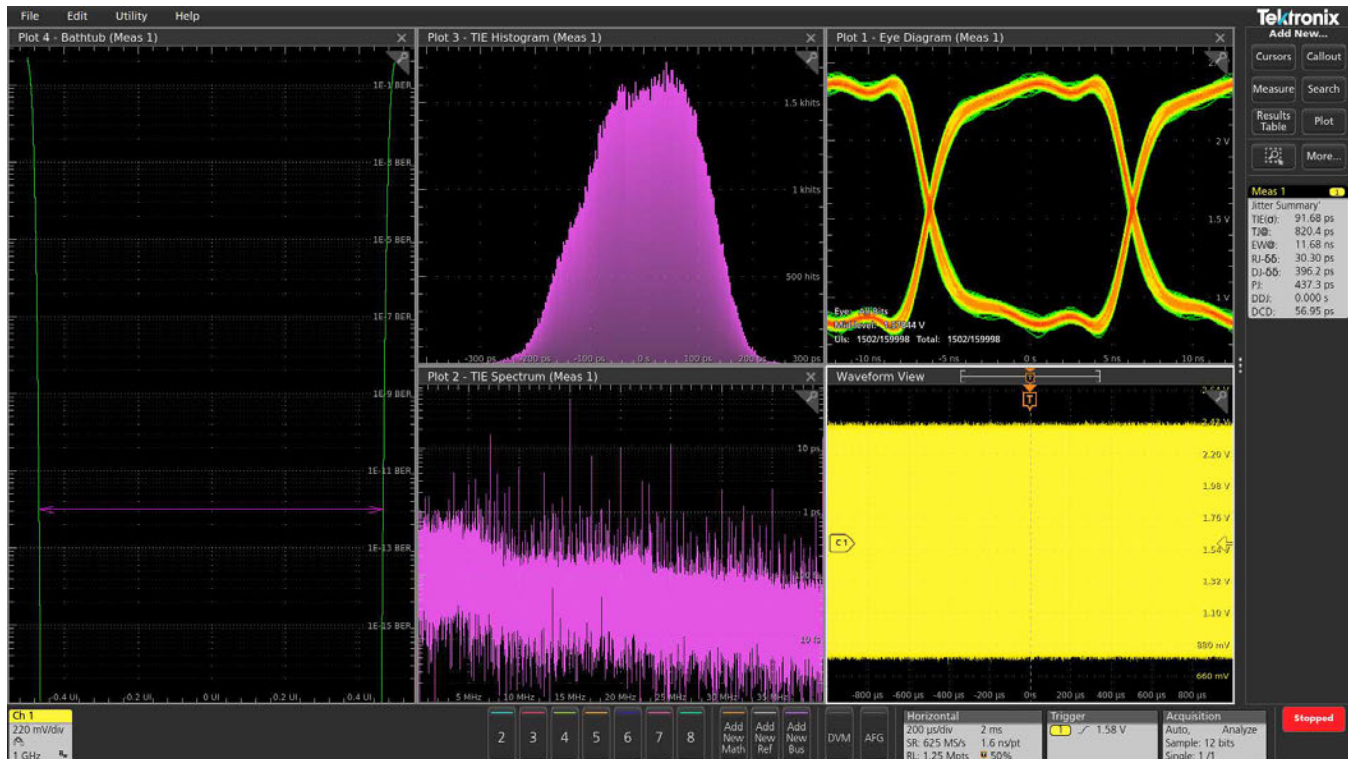 File Edit Utility Help
Tektronix
Add New...
Cursors Callout
Measure Search
Results Table Plot
More...
Plot 4 - Bathtub (Meas 1)
1E-1 BER
1E-3 BER
1E-5 BER
1E-7 BER
1E-9 BER
1E-11 BER
1E-13 BER
1E-15 BER
-0.4 UI -0.2 UI 0 UI 0.2 UI 0.4 UI
Plot 3 - TIE Histogram (Meas 1)
1.5 khits
1 khits
500 hits
-300 ps -200 ps -100 ps 0 s 100 ps 200 ps 300 ps
Plot 1 - Eye Diagram (Meas 1)
2 V
1.5 V
1 V
Eye: All Bits
UIs: 1502/159998 Total: 1502/159998
-10 ns -5 ns 0 s 5 ns 10 ns
Plot 2 - TIE Spectrum (Meas 1)
10 ps
1 ps
10 fs
5 MHz 10 MHz 15 MHz 20 MHz 25 MHz 30 MHz 35 MHz
Waveform View
T
C1
2.20 V
1.98 V
1.76 V
1.54 V
1.32 V
1.10 V
880 mV
660 mV
-800 µs -600 µs -400 µs -200 µs 0 s 200 µs 400 µs 600 µs 800 µs
Meas 1 1
Jitter Summary'
TIE(σ): 91.68 ps
TJ@: 820.4 ps
EW@: 11.68 ns
RJ-δδ: 30.30 ps
DJ-δδ: 396.2 ps
PJ: 437.3 ps
DDJ: 0.000 s
DCD: 56.95 ps
Ch 1
220 mV/div
1 GHz
2 3 4 5 6 7 8
Add New Math
Add New Ref
Add New Bus
DVM AFG
Horizontal
200 µs/div 2 ms
SR: 625 MS/s 1.6 ns/pt
RL: 1.25 Mpts 50%
Trigger
1 1.58 V
Acquisition
Auto, Analyze
Sample: 12 bits
Single: 1 /1
Stopped